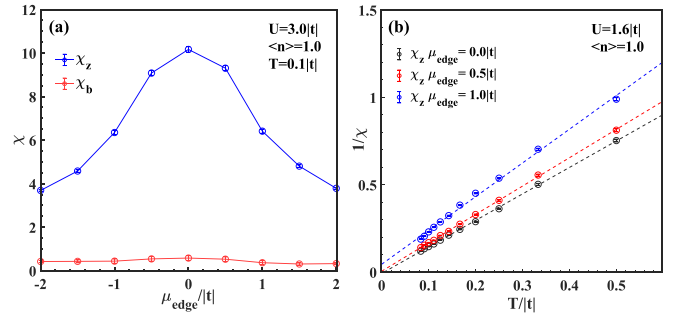 (a)
U=3.0|t|
<n>=1.0
T=0.1|t|
χz
χb
χ
12
10
8
6
4
2
0
-2
-1
0
1
2
μedge/|t|
(b)
U=1.6|t|
<n>=1.0
χz μedge= 0.0|t|
χz μedge= 0.5|t|
χz μedge= 1.0|t|
1/χ
1.5
1
0.5
0
0
0.1
0.2
0.3
0.4
0.5
T/|t|